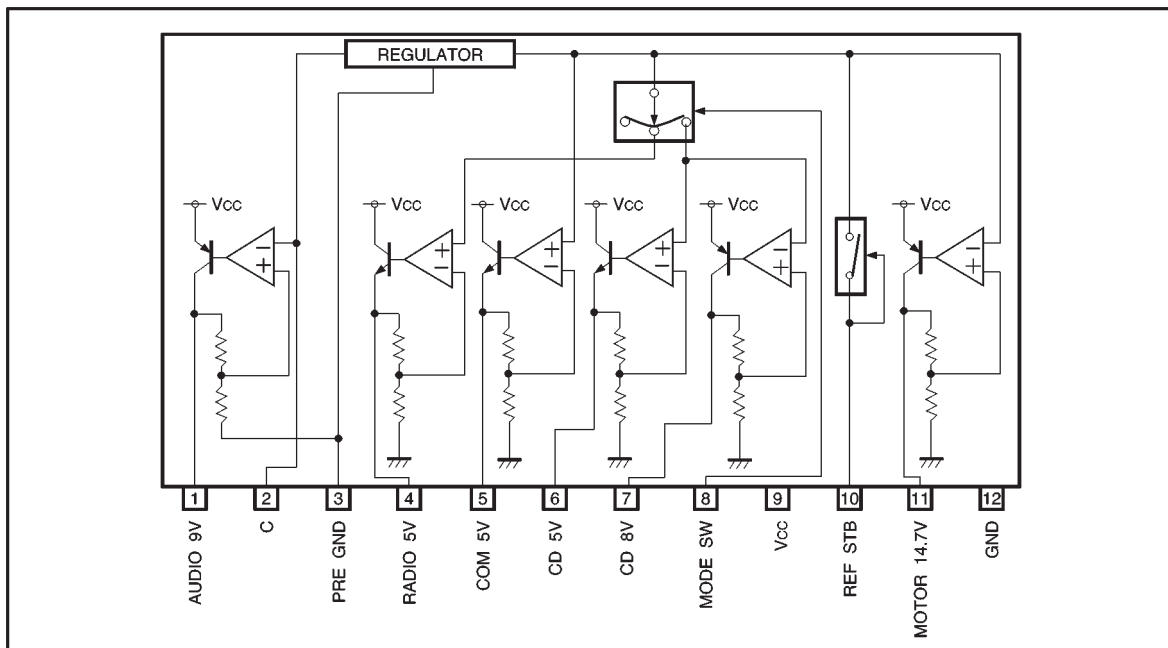 REGULATOR
Vcc
Vcc
Vcc
Vcc
Vcc
Vcc
−
+
+
−
+
−
+
−
−
+
−
+
1
2
3
4
5
6
7
8
9
10
11
12
AUDIO 9V
C
PRE GND
RADIO 5V
COM 5V
CD 5V
CD 8V
MODE SW
Vcc
REF STB
MOTOR 14.7V
GND